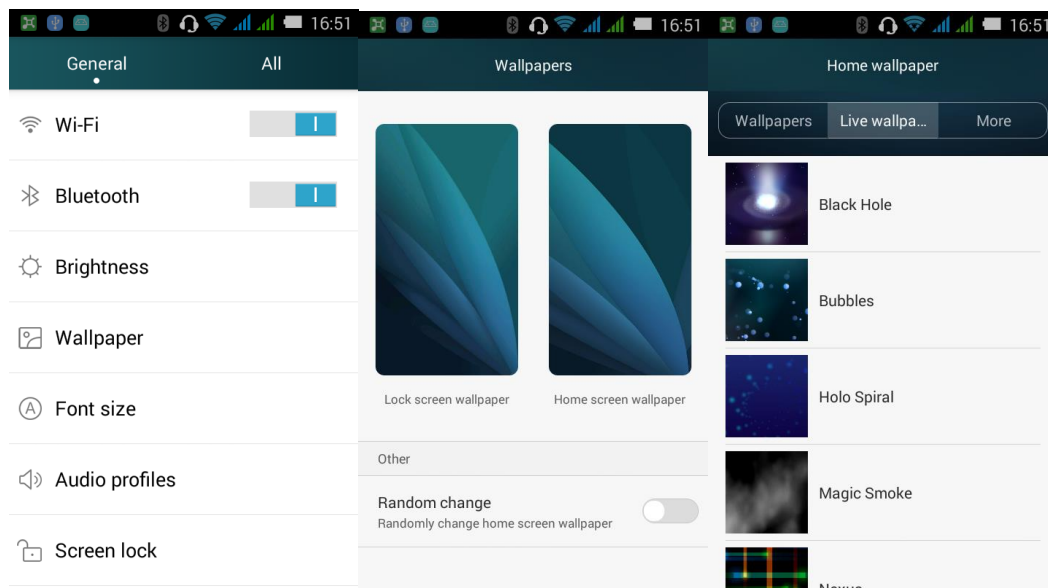 16:51
General
All
Wi-Fi
Bluetooth
Brightness
Wallpaper
Font size
Audio profiles
Screen lock
16:51
Wallpapers
Lock screen wallpaper
Home screen wallpaper
Other
Random change
Randomly change home screen wallpaper
16:51
Home wallpaper
Wallpapers
Live wallpa...
More
Black Hole
Bubbles
Holo Spiral
Magic Smoke